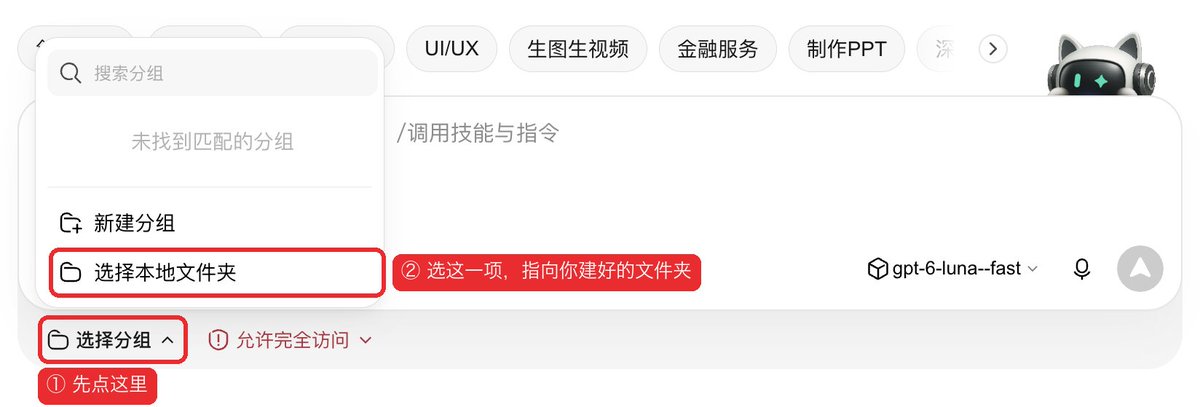 UI/UX
生图生视频
金融服务
制作PPT
深
搜索分组
未找到匹配的分组
/调用技能与指令
新建分组
选择本地文件夹
② 选这一项，指向你建好的文件夹
gpt-6-luna--fast
选择分组
允许完全访问
① 先点这里